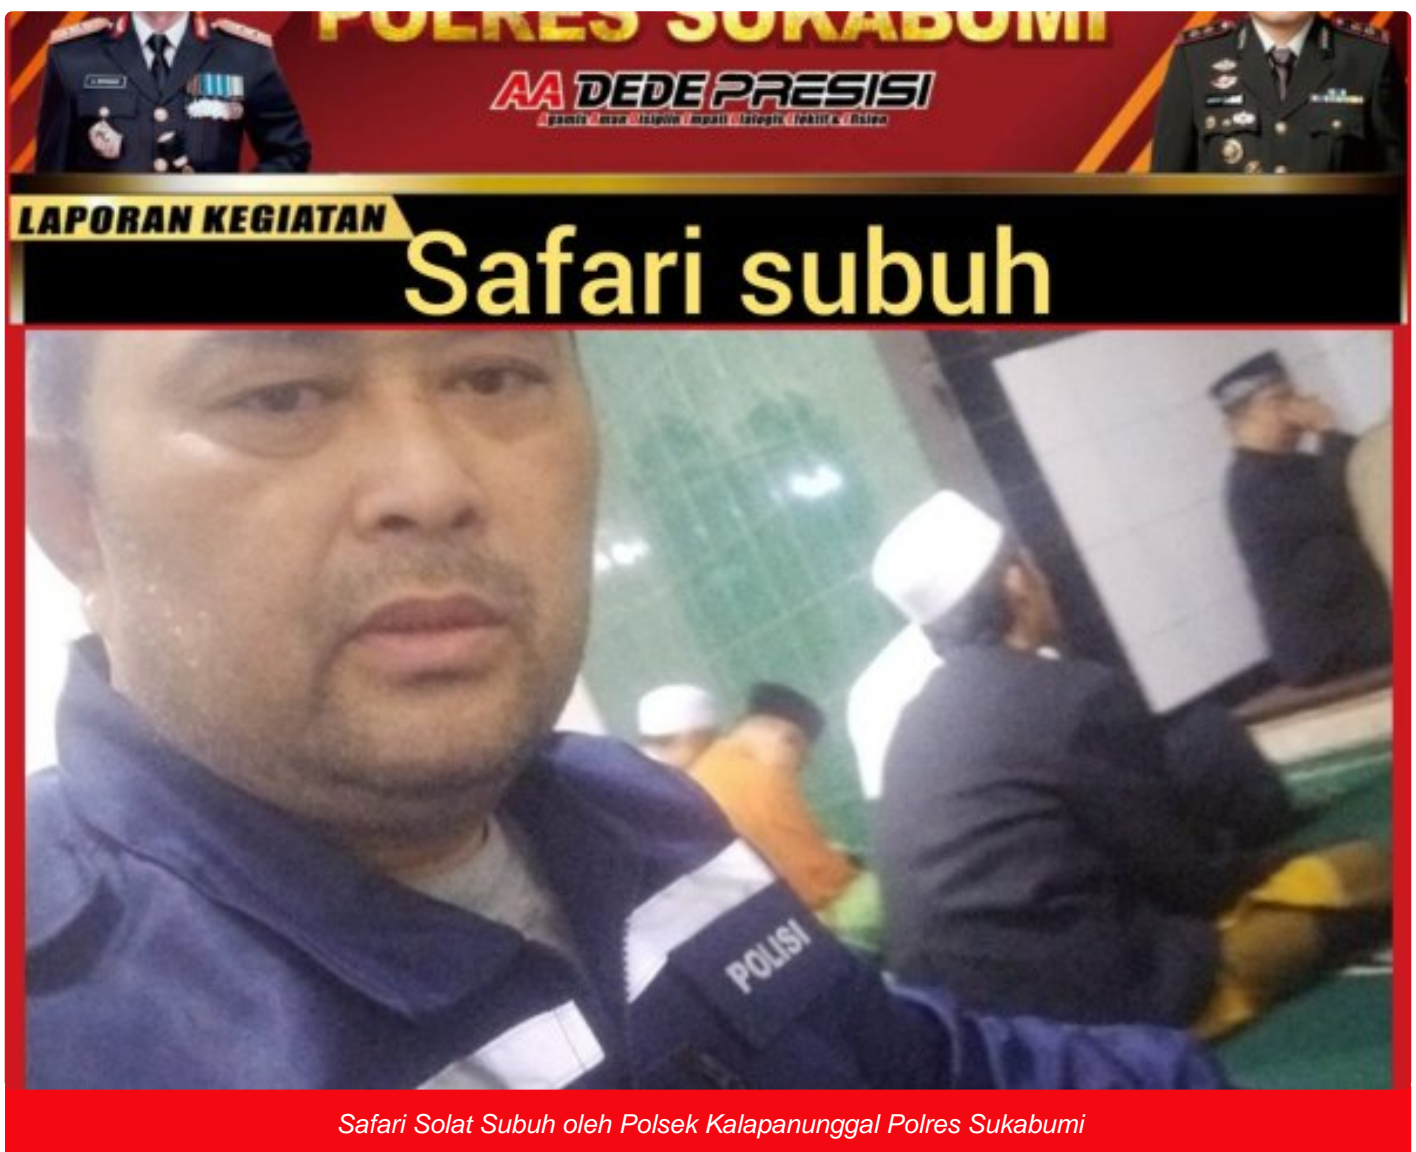 POLRES SUKABUMI
AA DEDE PRESISI
LAPORAN KEGIATAN
Safari subuh
POLISI
Safari Solat Subuh oleh Polsek Kalapanunggal Polres Sukabumi